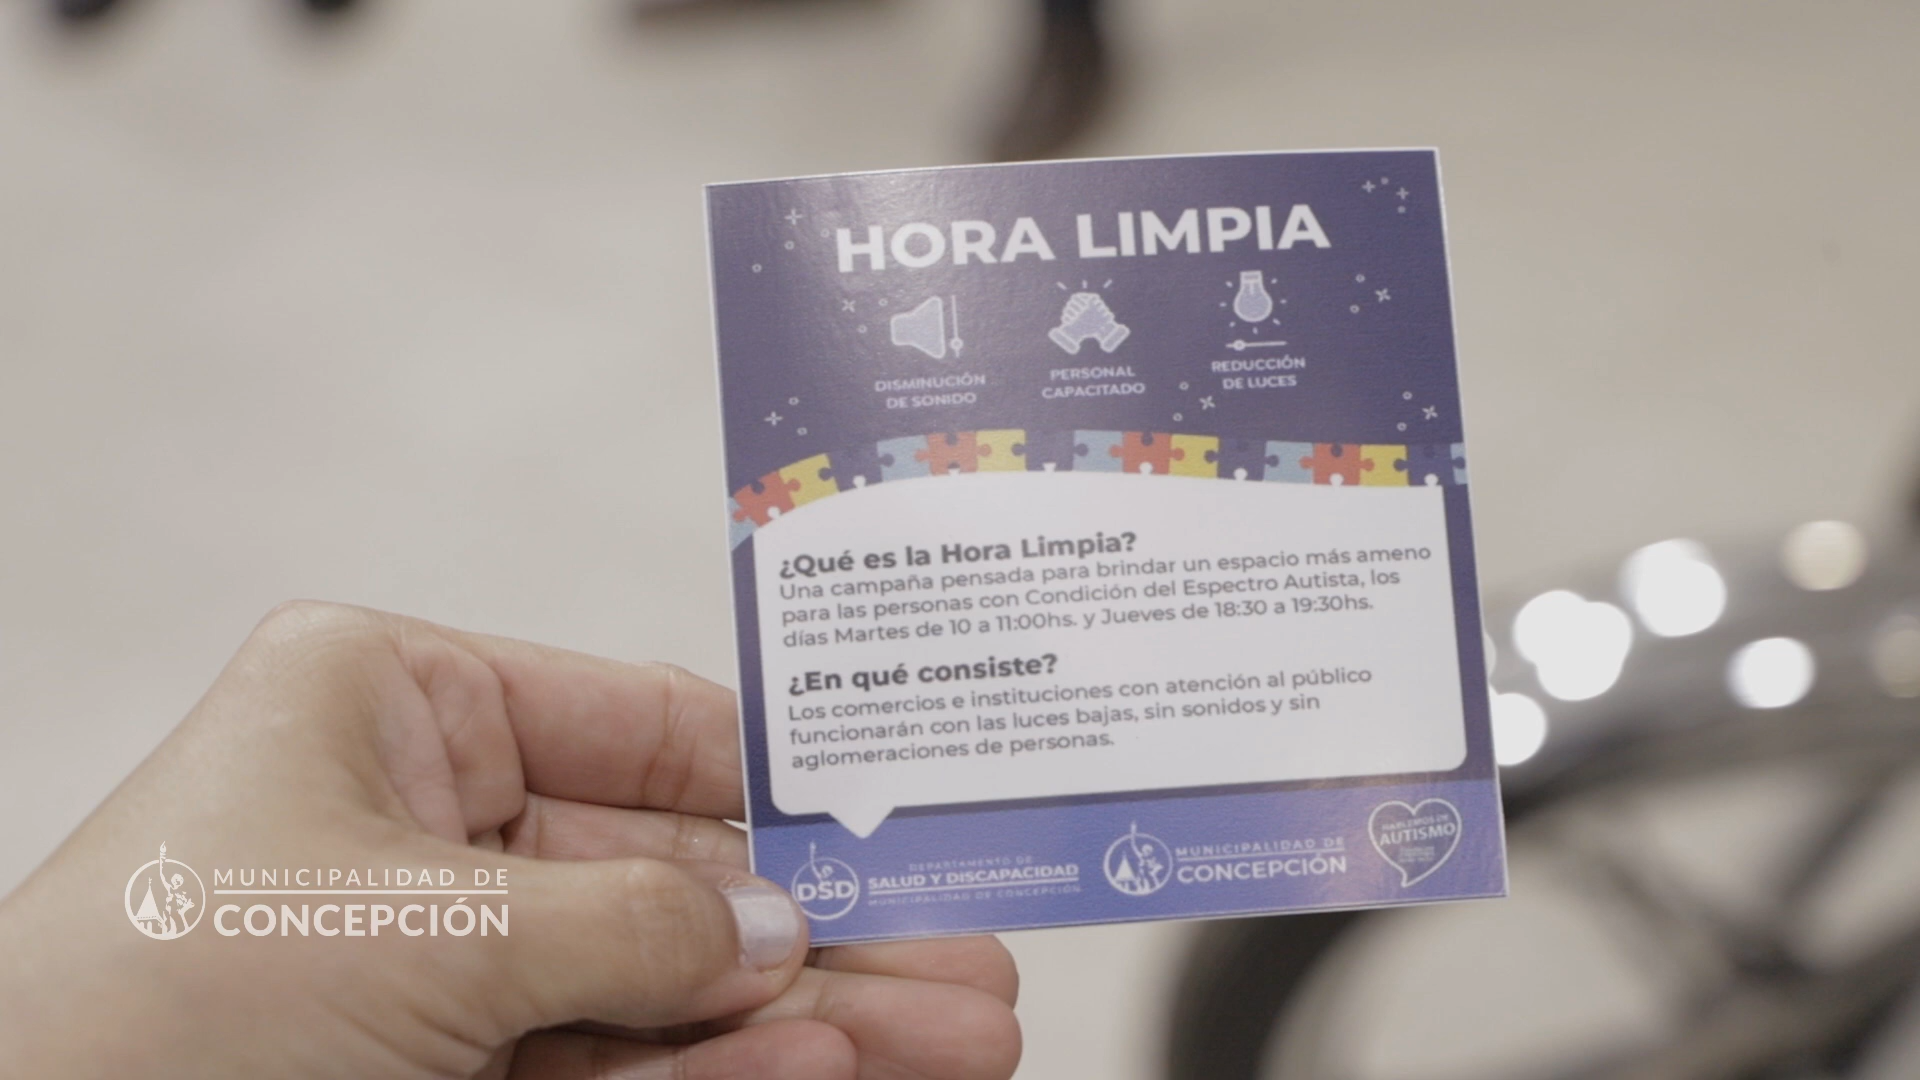 HORA LIMPIA
DISMINUCIÓN
DE SONIDO
PERSONAL
CAPACITADO
REDUCCIÓN
DE LUCES
¿Qué es la Hora Limpia?
Una campaña pensada para brindar un espacio más ameno
para las personas con Condición del Espectro Autista, los
días Martes de 10 a 11:00hs. y Jueves de 18:30 a 19:30hs.
¿En qué consiste?
Los comercios e instituciones con atención al público
funcionarán con las luces bajas, sin sonidos y sin
aglomeraciones de personas.
DSD
DEPARTAMENTO DE
SALUD Y DISCAPACIDAD
MUNICIPALIDAD DE CONCEPCIÓN
MUNICIPALIDAD DE
CONCEPCIÓN
HABLEMOS DE
AUTISMO
MUNICIPALIDAD DE
CONCEPCIÓN